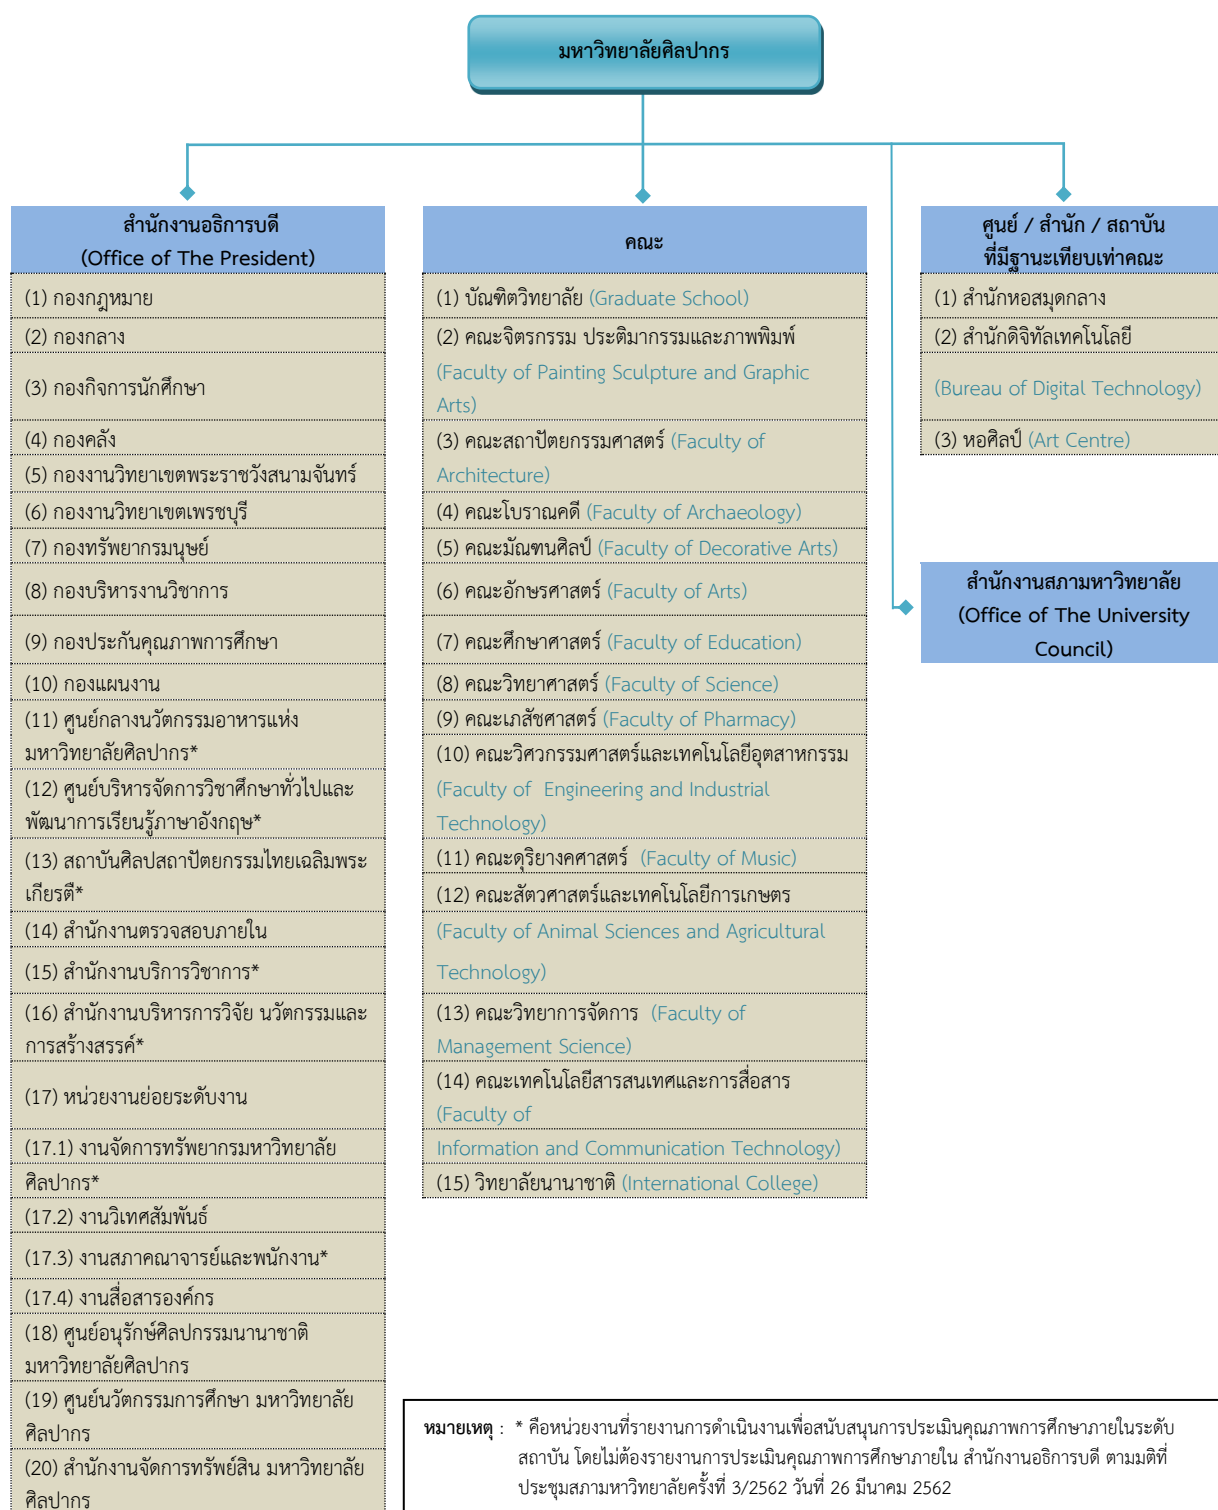 มหาวิทยาลัยศิลปากร
สำนักงานอธิการบดี
(Office of The President)
(1) กองกฎหมาย
(2) กองกลาง
(3) กองกิจการนักศึกษา
(4) กองคลัง
(5) กองงานวิทยาเขตพระราชวังสนามจันทร์
(6) กองงานวิทยาเขตเพรชบุรี
(7) กองทรัพยากรมนุษย์
(8) กองบริหารงานวิชาการ
(9) กองประกันคุณภาพการศึกษา
(10) กองแผนงาน
(11) ศูนย์กลางนวัตกรรมอาหารแห่ง
มหาวิทยาลัยศิลปากร*
(12) ศูนย์บริหารจัดการวิชาศึกษาทั่วไปและ
พัฒนาการเรียนรู้ภาษาอังกฤษ*
(13) สถาบันศิลปสถาปัตยกรรมไทยเฉลิมพระ
เกียรตื*
(14) สำนักงานตรวจสอบภายใน
(15) สำนักงานบริการวิชาการ*
(16) สำนักงานบริหารการวิจัย นวัตกรรมและ
การสร้างสรรค์*
(17) หน่วยงานย่อยระดับงาน
(17.1) งานจัดการทรัพยากรมหาวิทยาลัย
ศิลปากร*
(17.2) งานวิเทศสัมพันธ์
(17.3) งานสภาคณาจารย์และพนักงาน*
(17.4) งานสื่อสารองค์กร
(18) ศูนย์อนุรักษ์ศิลปกรรมนานาชาติ
มหาวิทยาลัยศิลปากร
(19) ศูนย์นวัตกรรมการศึกษา มหาวิทยาลัย
ศิลปากร
(20) สำนักงานจัดการทรัพย์สิน มหาวิทยาลัย
ศิลปากร
คณะ
(1) บัณฑิตวิทยาลัย (Graduate School)
(2) คณะจิตรกรรม ประติมากรรมและภาพพิมพ์
(Faculty of Painting Sculpture and Graphic
Arts)
(3) คณะสถาปัตยกรรมศาสตร์ (Faculty of
Architecture)
(4) คณะโบราณคดี (Faculty of Archaeology)
(5) คณะมัณฑนศิลป์ (Faculty of Decorative Arts)
(6) คณะอักษรศาสตร์ (Faculty of Arts)
(7) คณะศึกษาศาสตร์ (Faculty of Education)
(8) คณะวิทยาศาสตร์ (Faculty of Science)
(9) คณะเภสัชศาสตร์ (Faculty of Pharmacy)
(10) คณะวิศวกรรมศาสตร์และเทคโนโลยีอุตสาหกรรม
(Faculty of Engineering and Industrial
Technology)
(11) คณะดุริยางคศาสตร์ (Faculty of Music)
(12) คณะสัตวศาสตร์และเทคโนโลยีการเกษตร
(Faculty of Animal Sciences and Agricultural
Technology)
(13) คณะวิทยาการจัดการ (Faculty of
Management Science)
(14) คณะเทคโนโลยีสารสนเทศและการสื่อสาร
(Faculty of
Information and Communication Technology)
(15) วิทยาลัยนานาชาติ (International College)
ศูนย์ / สำนัก / สถาบัน
ที่มีฐานะเทียบเท่าคณะ
(1) สำนักหอสมุดกลาง
(2) สำนักดิจิทัลเทคโนโลยี
(Bureau of Digital Technology)
(3) หอศิลป์ (Art Centre)
สำนักงานสภามหาวิทยาลัย
(Office of The University
Council)
หมายเหตุ : * คือหน่วยงานที่รายงานการดำเนินงานเพื่อสนับสนุนการประเมินคุณภาพการศึกษาภายในระดับ
สถาบัน โดยไม่ต้องรายงานการประเมินคุณภาพการศึกษาภายใน สำนักงานอธิการบดี ตามมติที่
ประชุมสภามหาวิทยาลัยครั้งที่ 3/2562 วันที่ 26 มีนาคม 2562